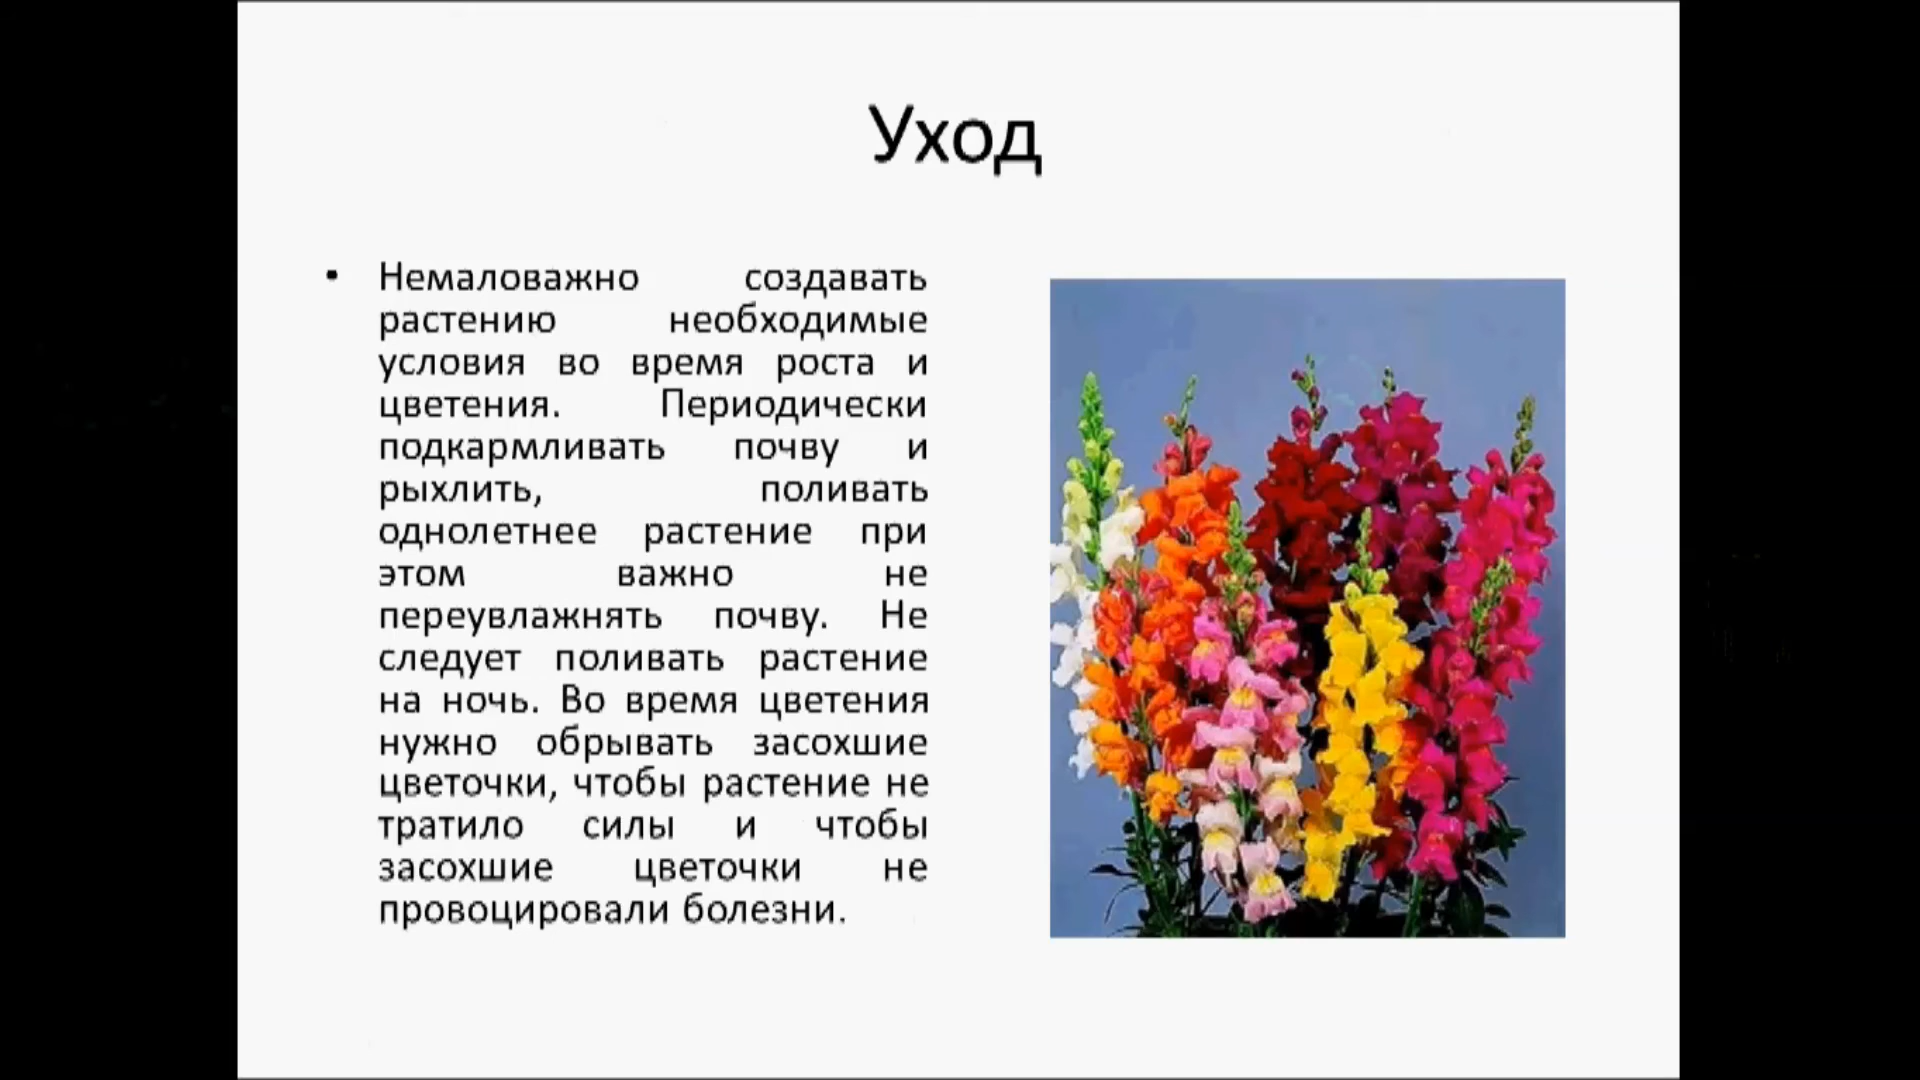 Уход
• Немаловажно создавать
растению необходимые
условия во время роста и
цветения. Периодически
подкармливать почву и
рыхлить, поливать
однолетнее растение при
этом важно не
переувлажнять почву. Не
следует поливать растение
на ночь. Во время цветения
нужно обрывать засохшие
цветочки, чтобы растение не
тратило силы и чтобы
засохшие цветочки не
провоцировали болезни.